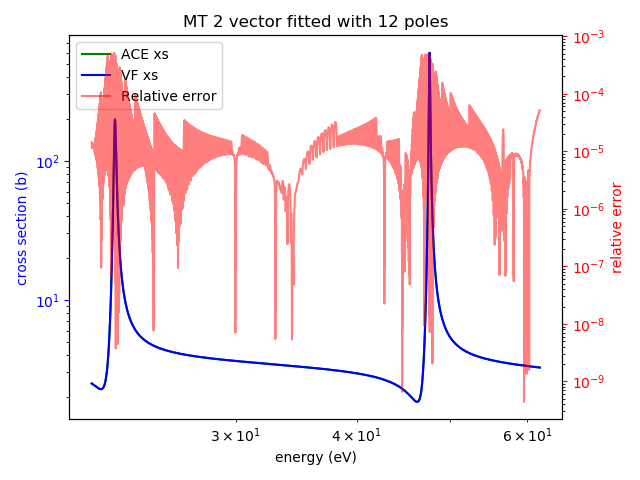 MT 2 vector fitted with 12 poles
ACE xs
VF xs
Relative error
cross section (b)
10²
10¹
relative error
10⁻³
10⁻⁴
10⁻⁵
10⁻⁶
10⁻⁷
10⁻⁸
10⁻⁹
3 × 10¹
4 × 10¹
6 × 10¹
energy (eV)